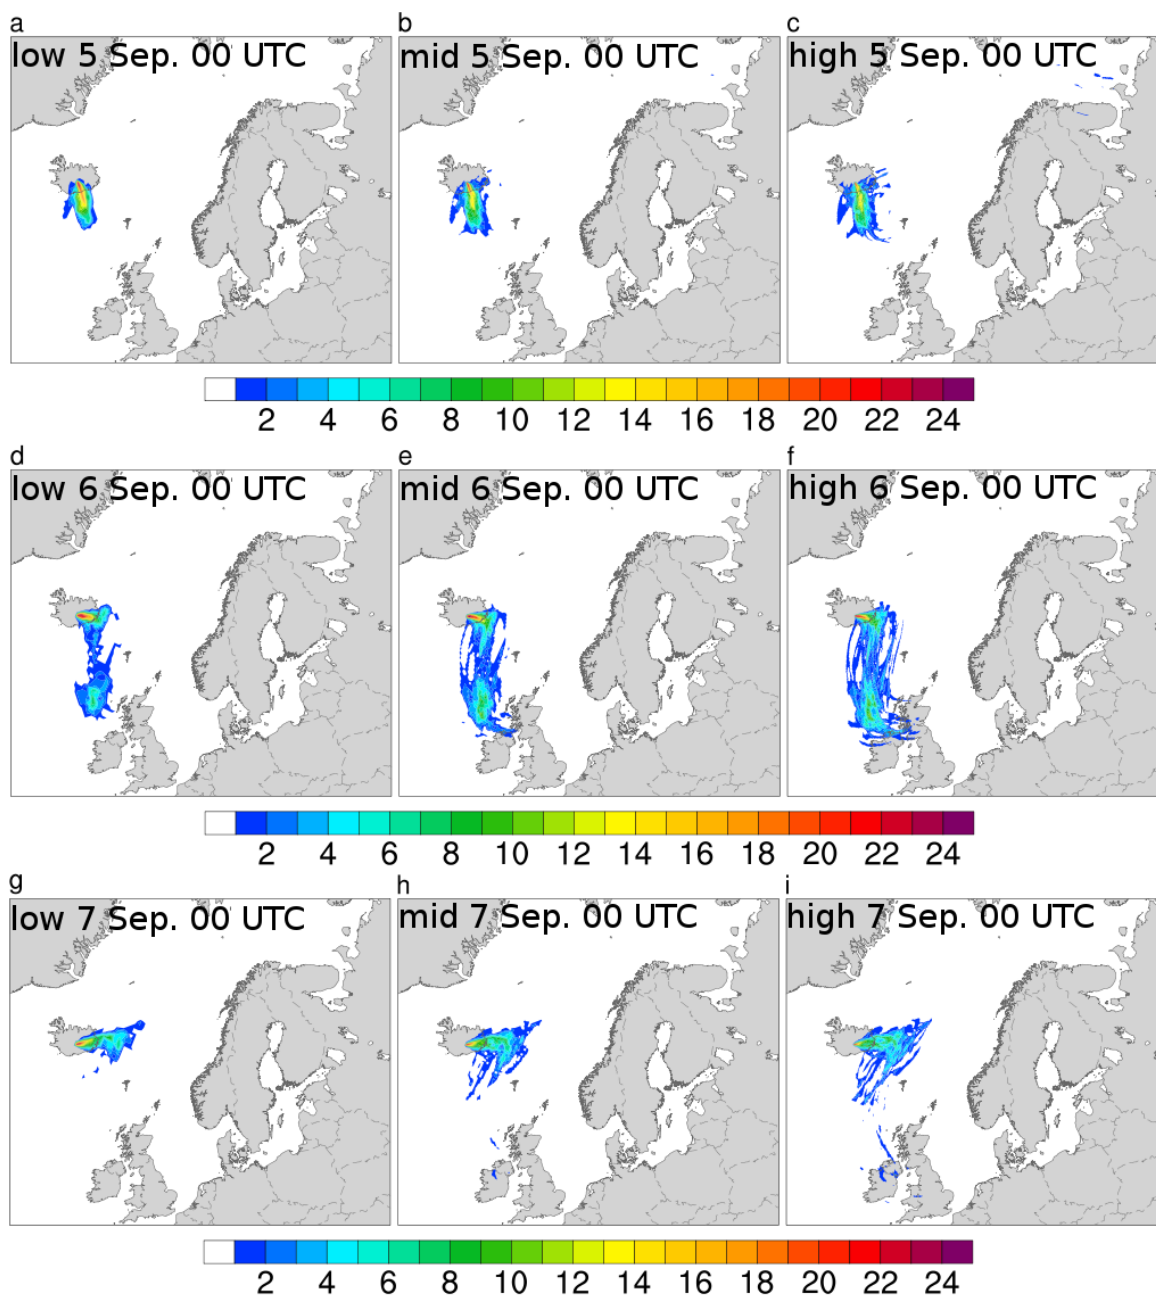 a b c
low 5 Sep. 00 UTC mid 5 Sep. 00 UTC high 5 Sep. 00 UTC
2 4 6 8 10 12 14 16 18 20 22 24
d e f
low 6 Sep. 00 UTC mid 6 Sep. 00 UTC high 6 Sep. 00 UTC
2 4 6 8 10 12 14 16 18 20 22 24
g h i
low 7 Sep. 00 UTC mid 7 Sep. 00 UTC high 7 Sep. 00 UTC
2 4 6 8 10 12 14 16 18 20 22 24